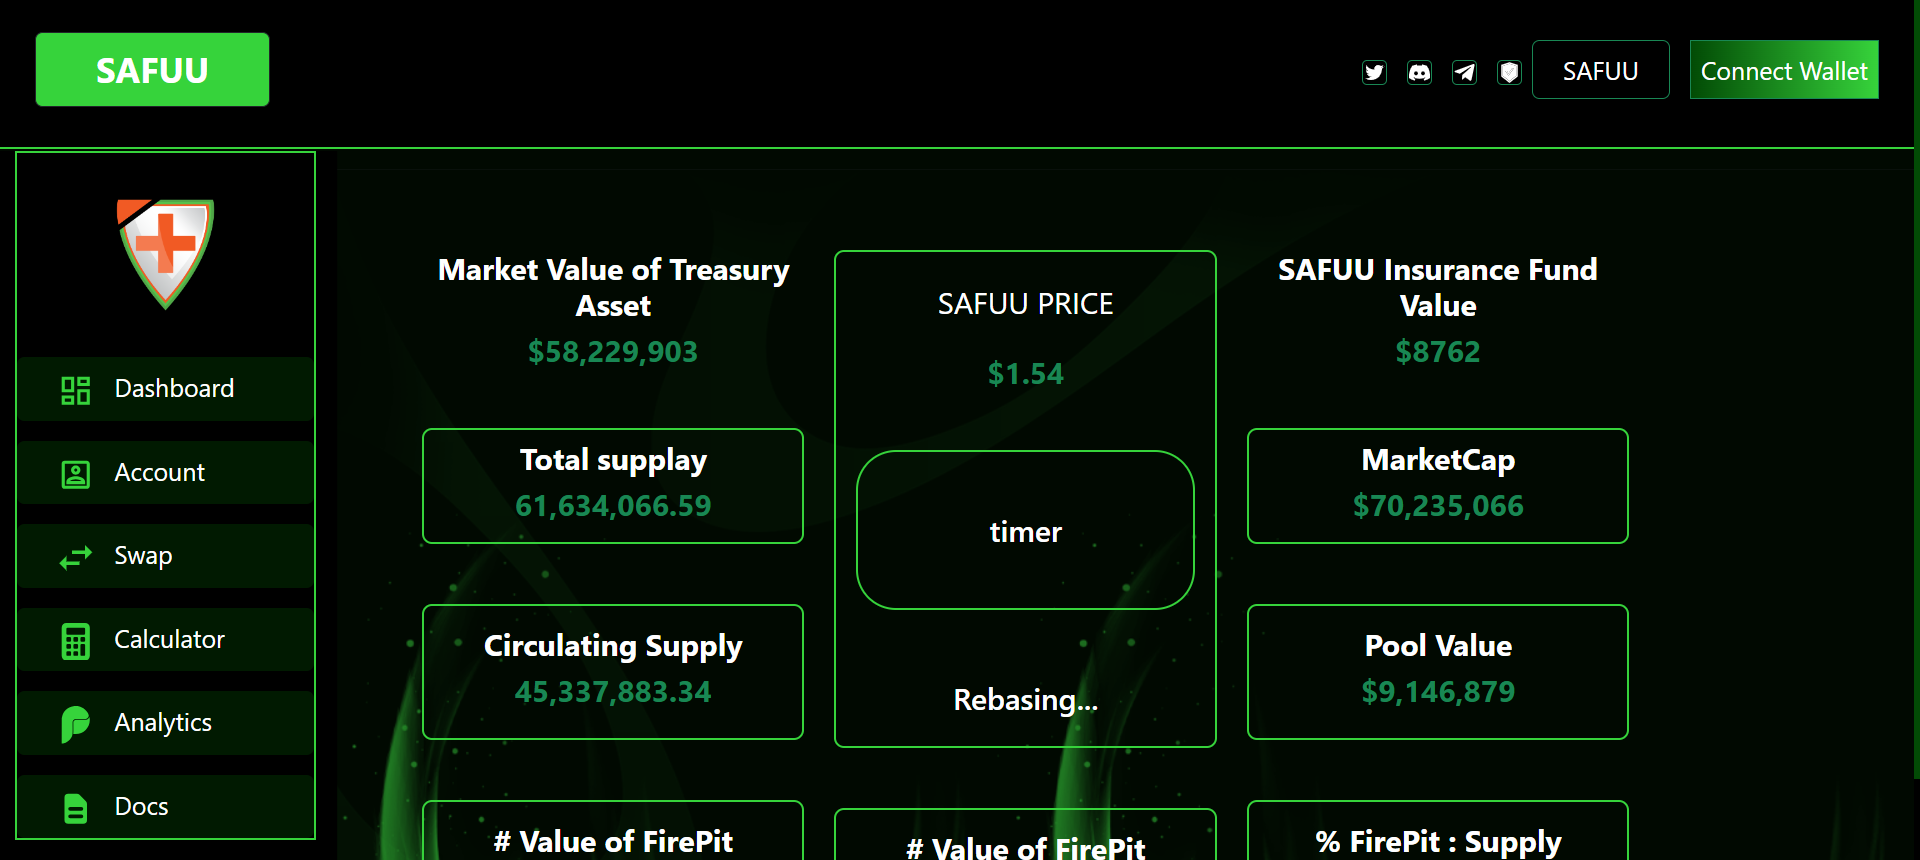 SAFUU
SAFUU
Connect Wallet
Dashboard
Account
Swap
Calculator
Analytics
Docs
Market Value of Treasury
Asset
$58,229,903
Total supplay
61,634,066.59
Circulating Supply
45,337,883.34
# Value of FirePit
SAFUU PRICE
$1.54
timer
Rebasing...
# Value of FirePit
SAFUU Insurance Fund
Value
$8762
MarketCap
$70,235,066
Pool Value
$9,146,879
% FirePit : Supply